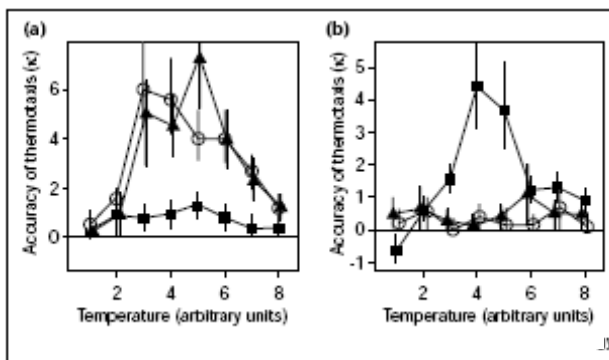 (a)
Accuracy of thermotaxis (κ)
6
4
2
0
2 4 6 8
Temperature (arbitrary units)
(b)
Accuracy of thermotaxis (κ)
5
4
3
2
1
0
-1
2 4 6 8
Temperature (arbitrary units)